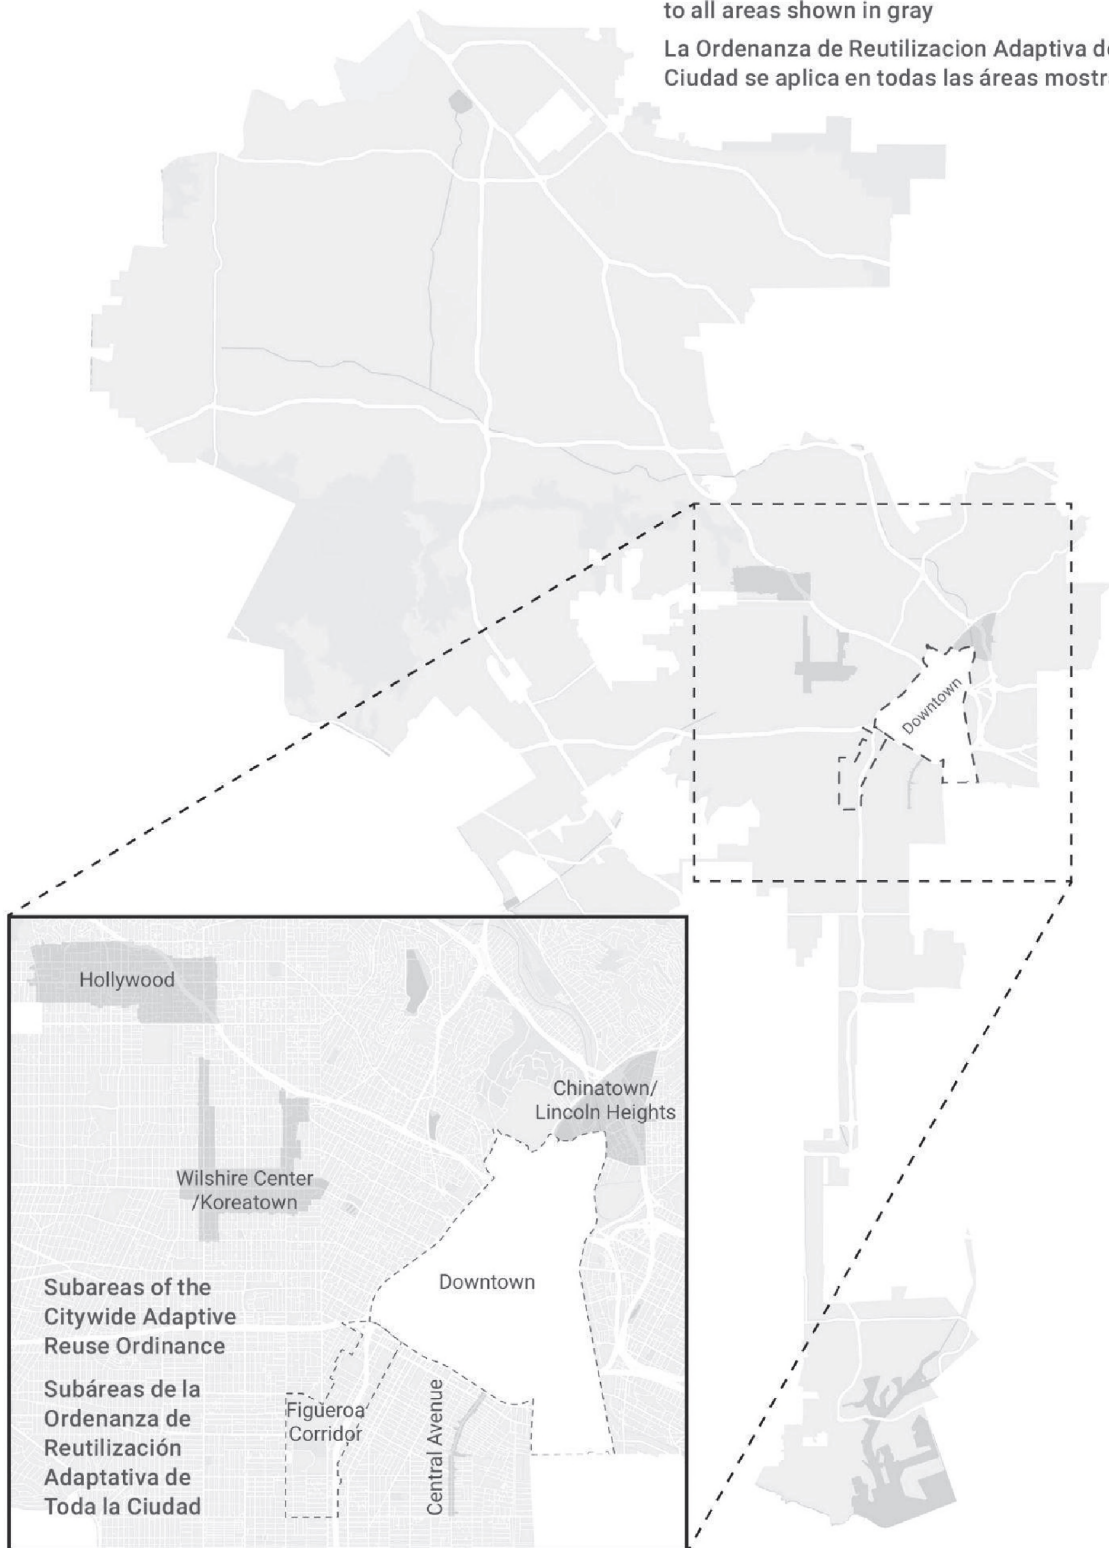 to all areas shown in gray
La Ordenanza de Reutilizacion Adaptiva de
Ciudad se aplica en todas las áreas
Downtown
Hollywood
Chinatown/
Lincoln Heights
Wilshire Center
/Koreatown
Downtown
Subareas of the
Citywide Adaptive
Reuse Ordinance
Subáreas de la
Ordenanza de
Reutilización
Adaptativa de
Toda la Ciudad
Figueroa
Corridor
Central Avenue